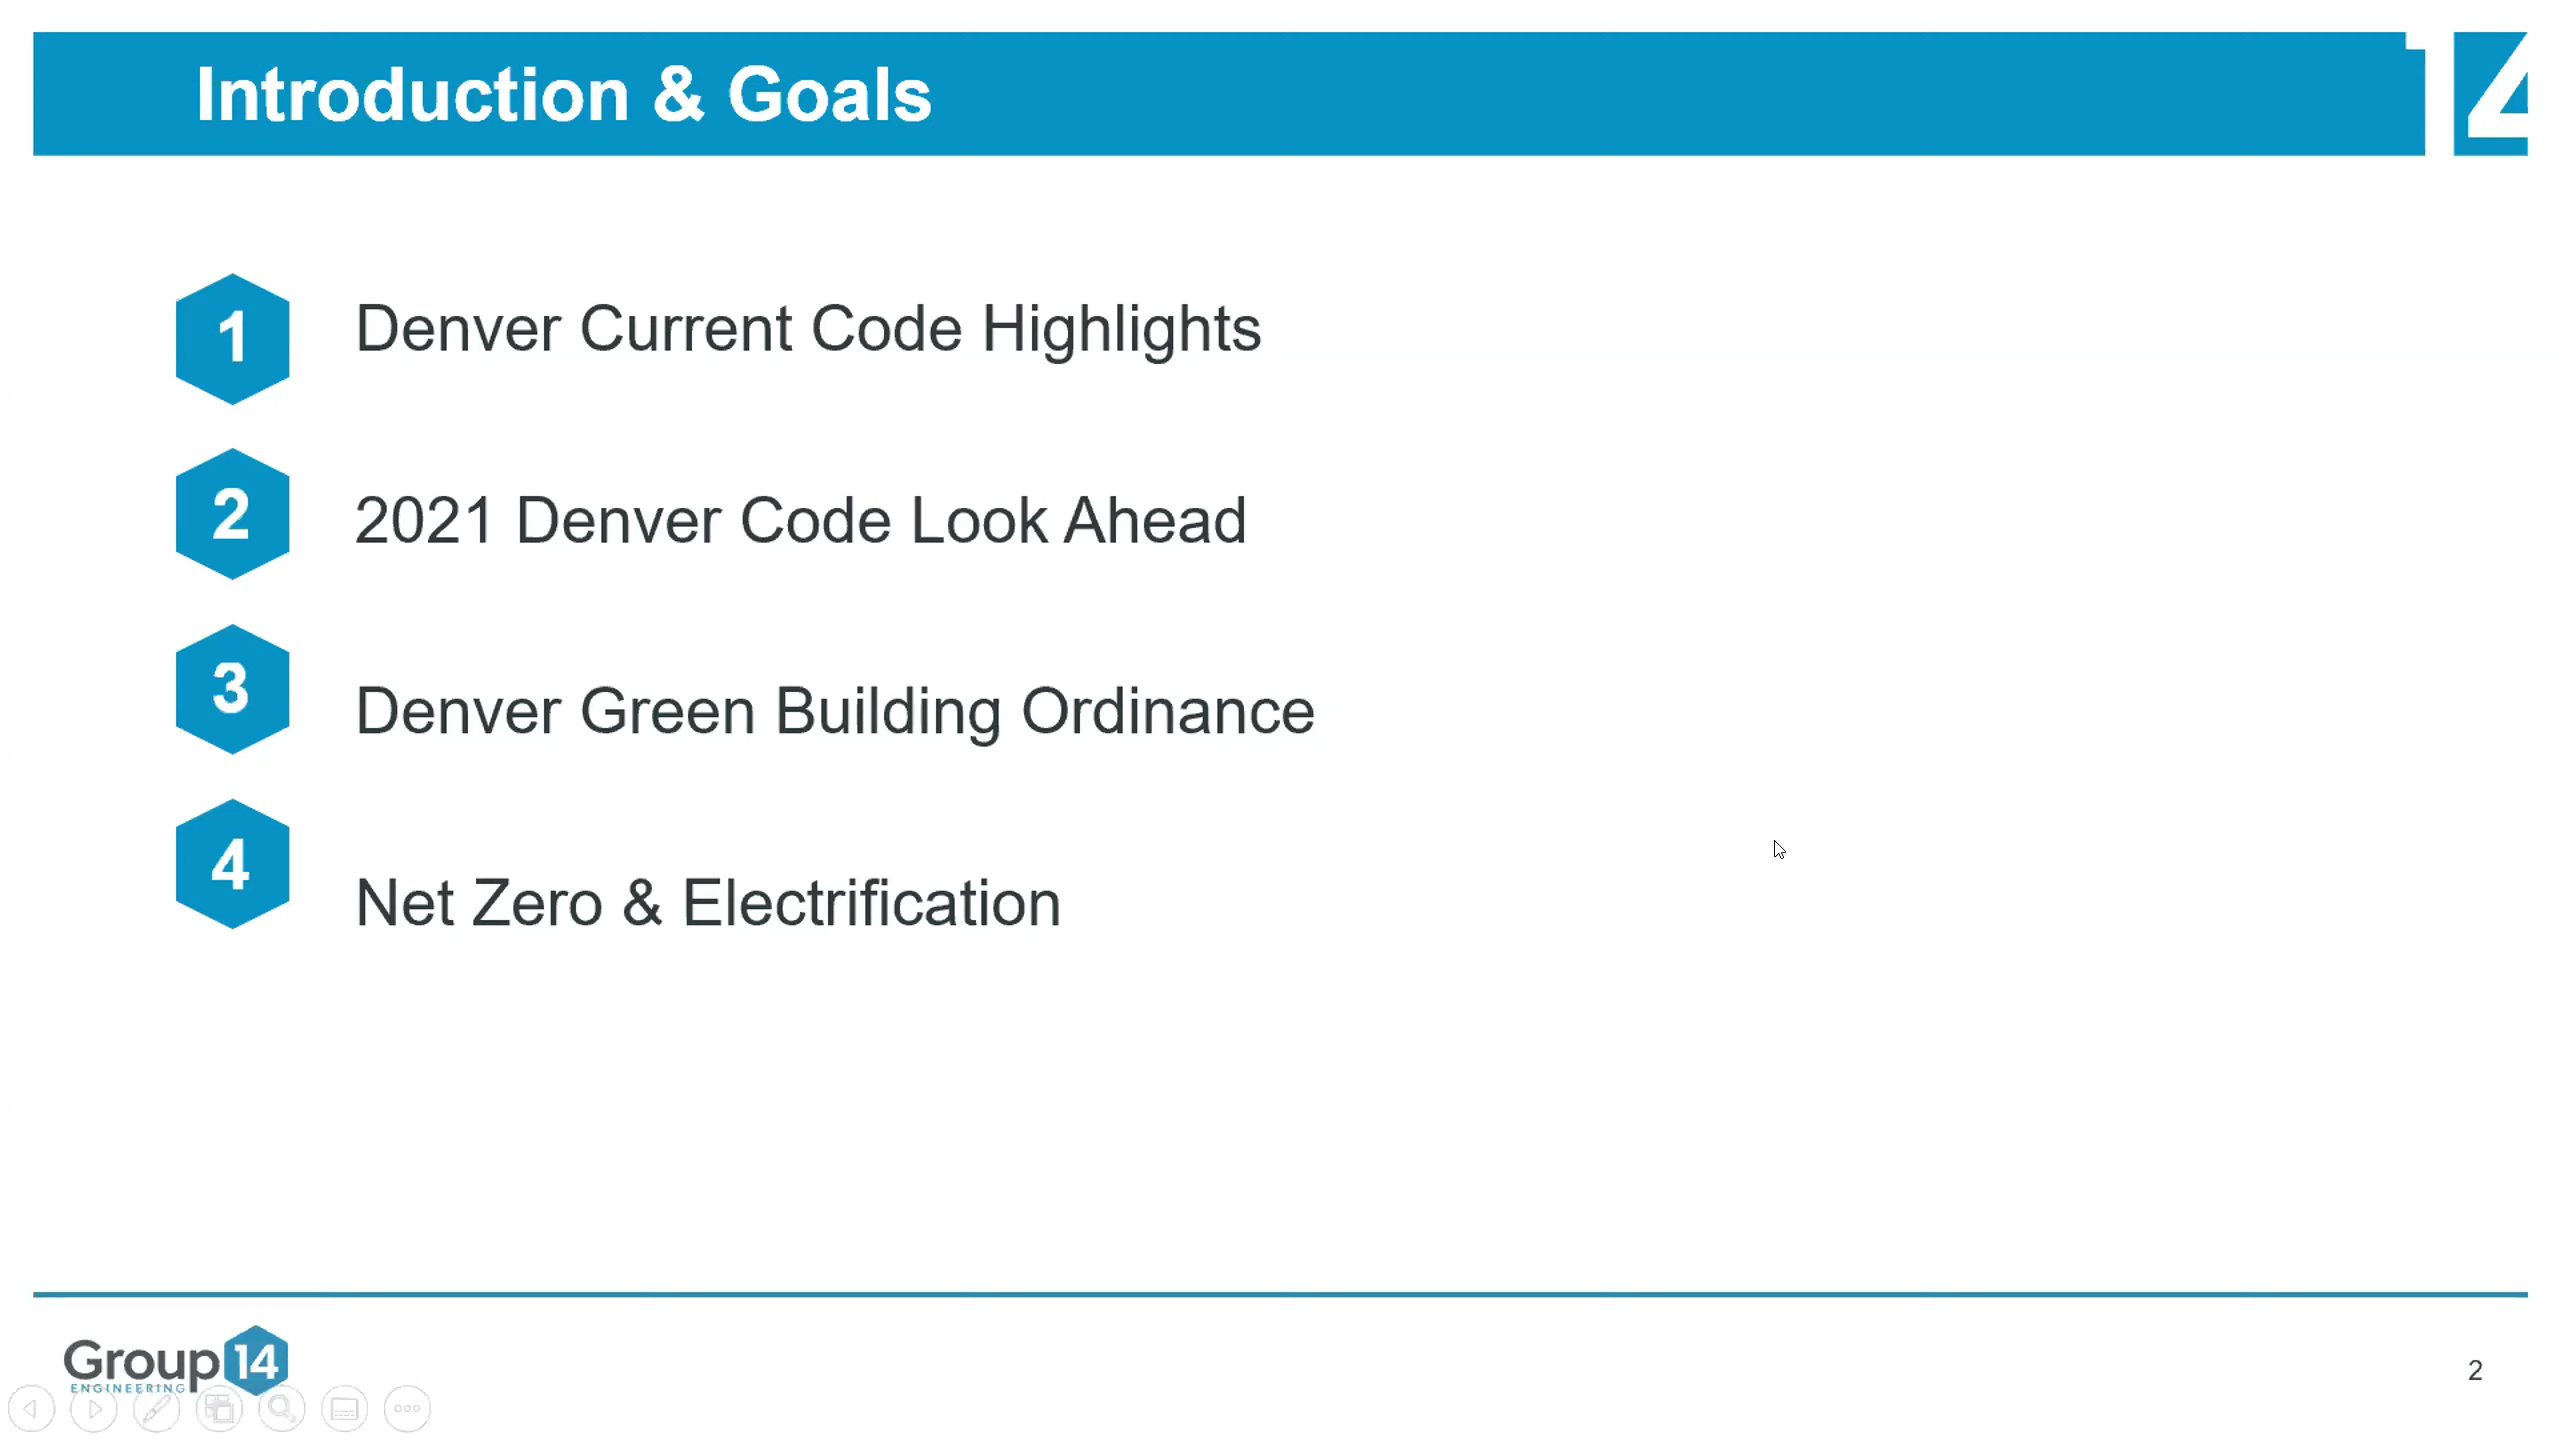 Introduction & Goals
14
1 Denver Current Code Highlights
2 2021 Denver Code Look Ahead
3 Denver Green Building Ordinance
4 Net Zero & Electrification
Group14
ENGINEERING
2